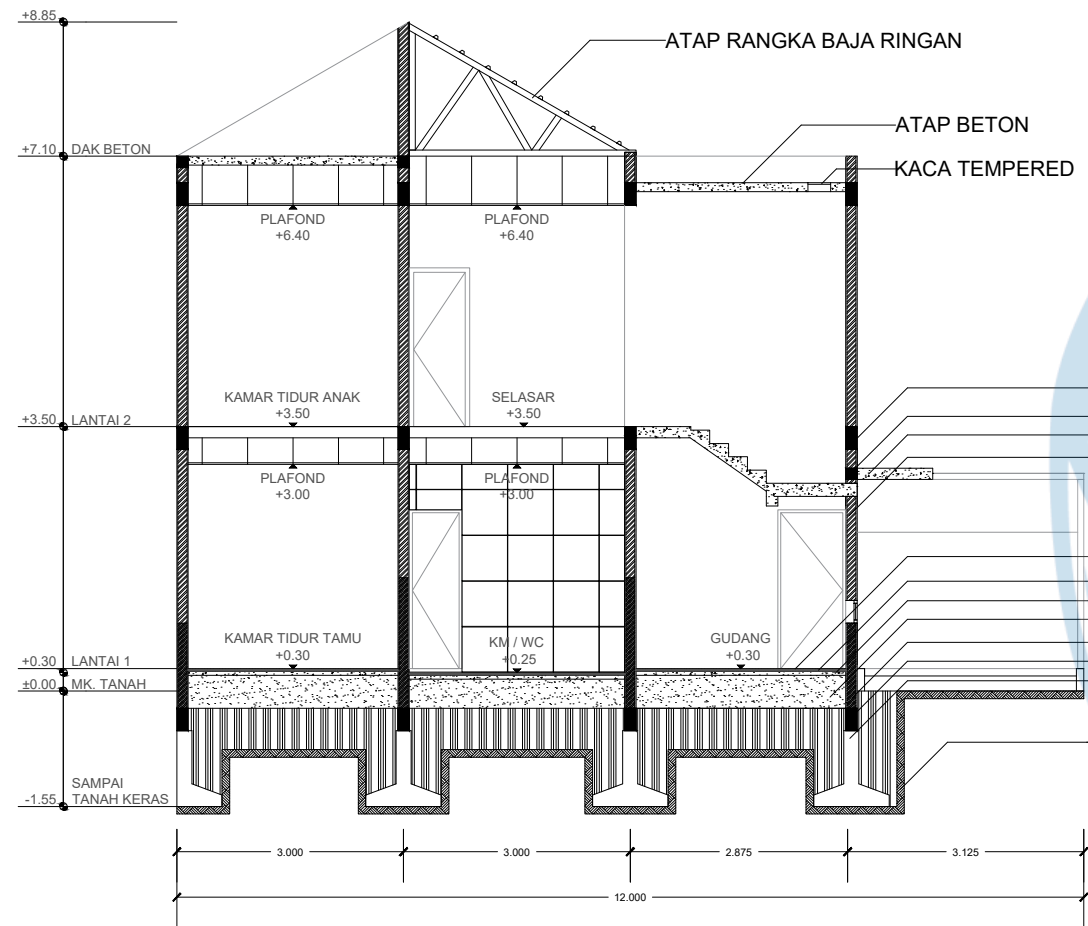 +8.85
ATAP RANGKA BAJA RINGAN
ATAP BETON
+7.10 DAK BETON
KACA TEMPERED
PLAFOND
+6.40
PLAFOND
+6.40
KAMAR TIDUR ANAK
+3.50
SELASAR
+3.50
+3.50 LANTAI 2
PLAFOND
+3.00
PLAFOND
+3.00
KAMAR TIDUR TAMU
+0.30
KM / WC
+0.25
GUDANG
+0.30
+0.30 LANTAI 1
±0.00 MK. TANAH
SAMPAI
-1.55 TANAH KERAS
3.000
3.000
2.875
3.125
12.000